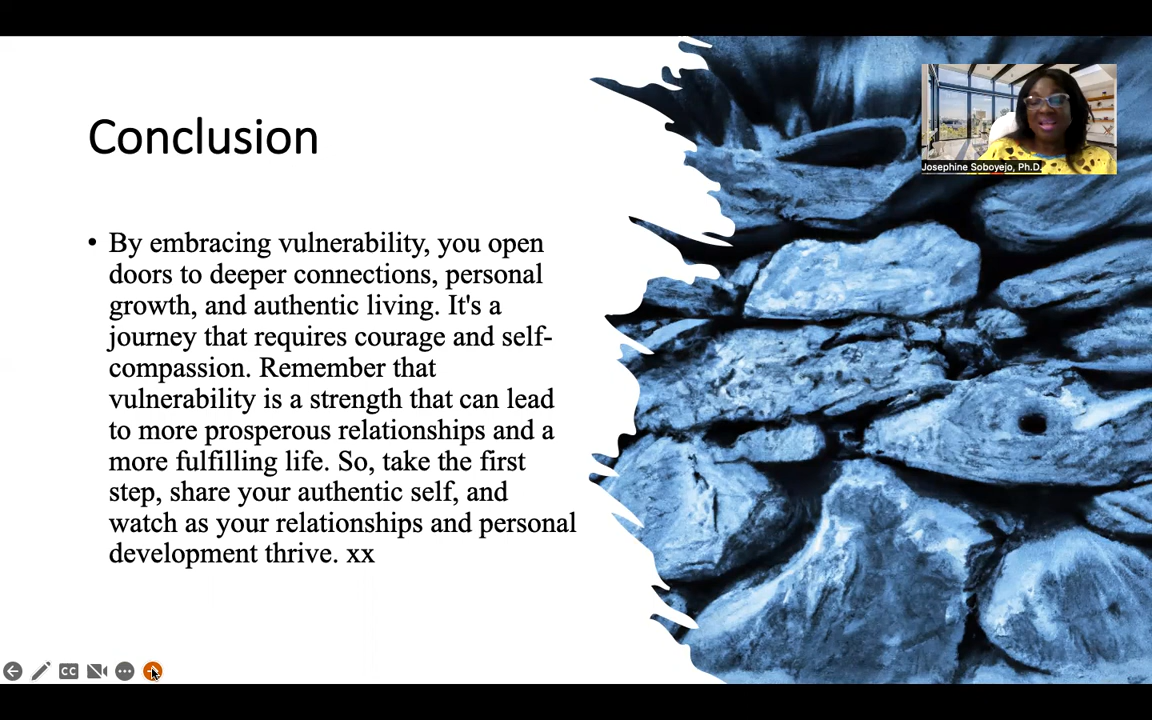 Conclusion
• By embracing vulnerability, you open
doors to deeper connections, personal
growth, and authentic living. It's a
journey that requires courage and self-
compassion. Remember that
vulnerability is a strength that can lead
to more prosperous relationships and a
more fulfilling life. So, take the first
step, share your authentic self, and
watch as your relationships and personal
development thrive. xx
Josephine Soboyejo, Ph.D.
CC